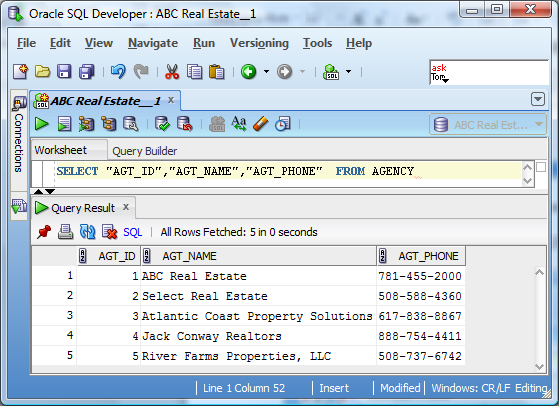 Oracle SQL Developer : ABC Real Estate__1
File Edit View Navigate Run Versioning Tools Help
ask
Tom
ABC Real Estate__1
ABC Real Est...
Connections
Worksheet Query Builder
SELECT "AGT_ID","AGT_NAME","AGT_PHONE" FROM AGENCY
Query Result
SQL | All Rows Fetched: 5 in 0 seconds
AGT_ID AGT_NAME AGT_PHONE
1 1 ABC Real Estate 781-455-2000
2 2 Select Real Estate 508-588-4360
3 3 Atlantic Coast Property Solutions 617-838-8867
4 4 Jack Conway Realtors 888-754-4411
5 5 River Farms Properties, LLC 508-737-6742
Line 1 Column 52 Insert Modified Windows: CR/LF Editing